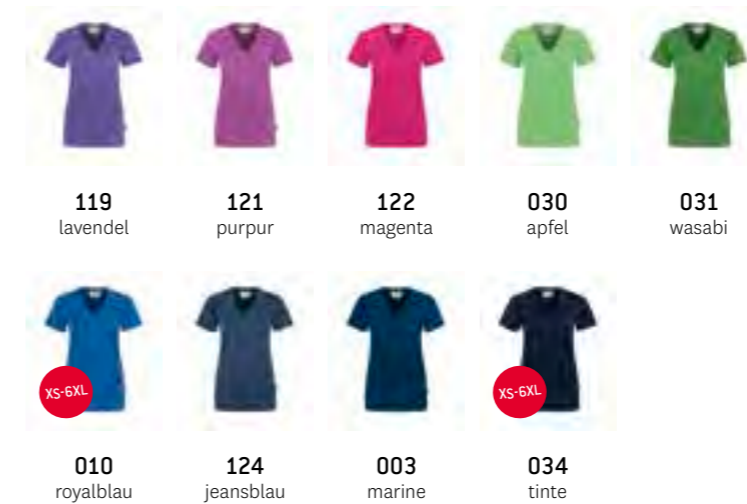 119
lavendel
121
purpur
122
magenta
030
apfel
031
wasabi
XS-6XL
010
royalblau
124
jeansblau
003
marine
XS-6XL
034
tinte